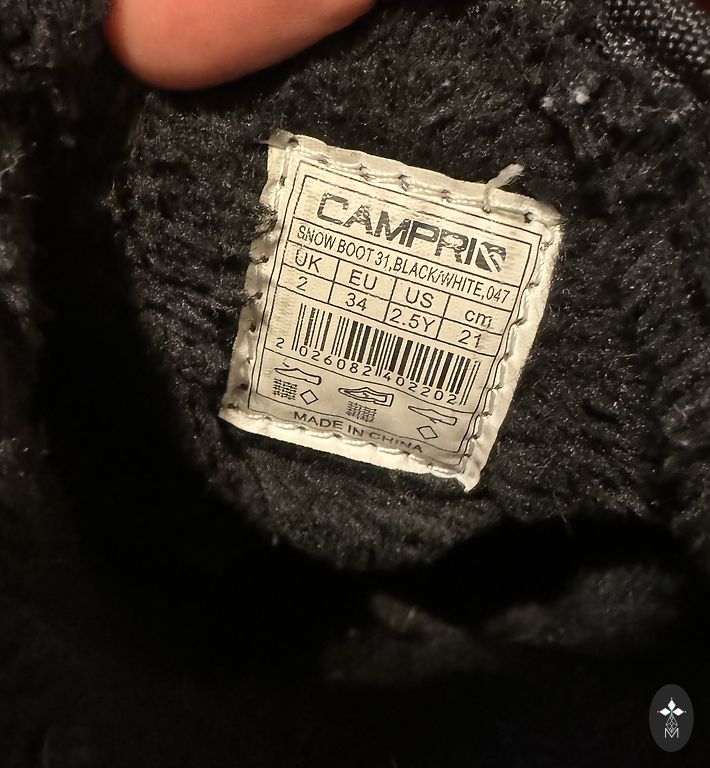 CAMPRI
SNOW BOOT 31,BLACK/WHITE,047
UK EU US cm
2 34 2.5Y 21
2 026082 402202
MADE IN CHINA
M